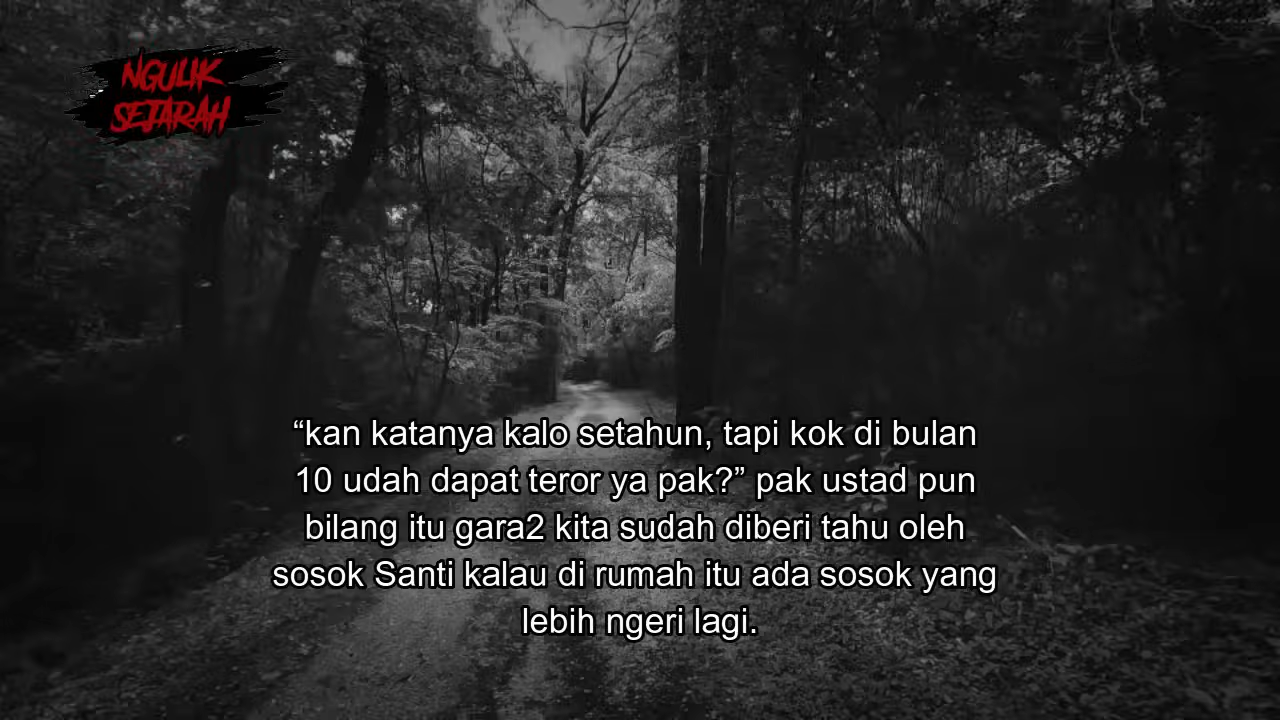 NGULIK
SEJARAH
“kan katanya kalo setahun, tapi kok di bulan
10 udah dapat teror ya pak?” pak ustad pun
bilang itu gara2 kita sudah diberi tahu oleh
sosok Santi kalau di rumah itu ada sosok yang
lebih ngeri lagi.